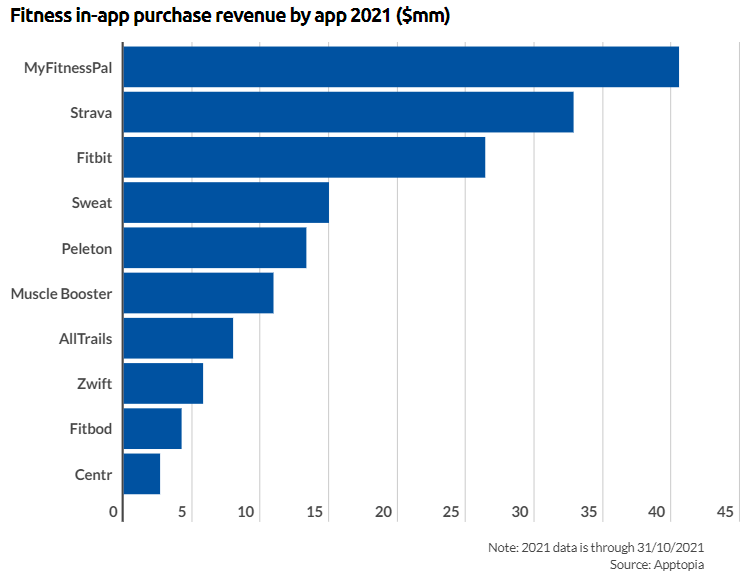 Fitness in-app purchase revenue by app 2021 ($mm)
MyFitnessPal
Strava
Fitbit
Sweat
Peleton
Muscle Booster
AllTrails
Zwift
Fitbod
Centr
0 5 10 15 20 25 30 35 40 45
Note: 2021 data is through 31/10/2021
Source: Apptopia